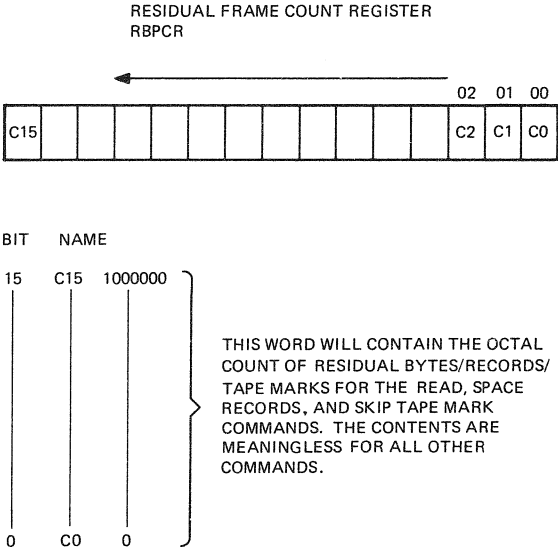 RESIDUAL FRAME COUNT REGISTER
RBPCR
02 01 00
C15 C2 C1 C0
BIT NAME
15 C15 1000000
THIS WORD WILL CONTAIN THE OCTAL
COUNT OF RESIDUAL BYTES/RECORDS/
TAPE MARKS FOR THE READ, SPACE
RECORDS, AND SKIP TAPE MARK
COMMANDS. THE CONTENTS ARE
MEANINGLESS FOR ALL OTHER
COMMANDS.
0 C0 0